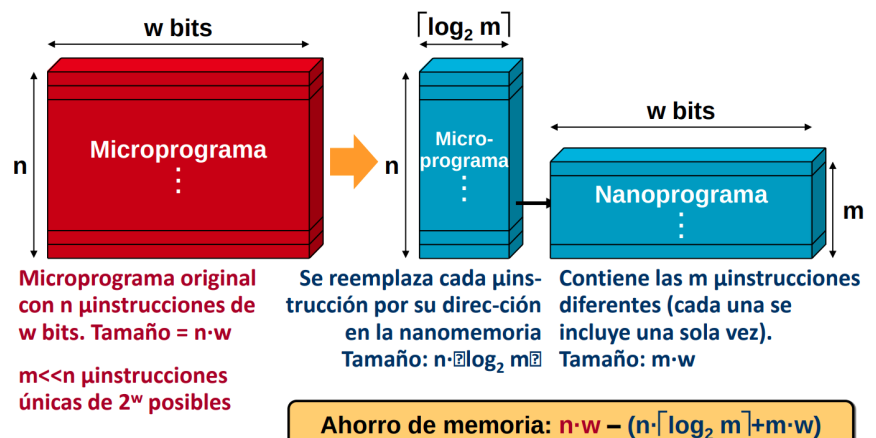 w bits
⌈log₂ m⌉
n
Microprograma
⋮
n
Micro-
programa
⋮
w bits
Nanoprograma
⋮
m
Microprograma original
con n µinstrucciones de
w bits. Tamaño = n·w
m<<n µinstrucciones
únicas de 2ʷ posibles
Se reemplaza cada µins-
trucción por su direc-ción
en la nanomemoria
Tamaño: n·⍰log₂ m⍰
Contiene las m µinstrucciones
diferentes (cada una se
incluye una sola vez).
Tamaño: m·w
Ahorro de memoria: n·w – (n·⌈log₂ m⌉+m·w)